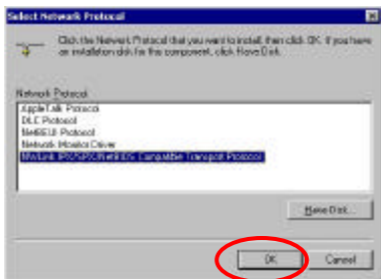 Select Network Protocol
Click the Network Protocol that you want to install, then click OK. If you have
an installation disk for this component, click Have Disk.
Network Protocol:
AppleTalk Protocol
DLC Protocol
NetBEUI Protocol
Network Monitor Driver
NWLink IPX/SPX/NetBIOS Compatible Transport Protocol
Have Disk...
OK
Cancel